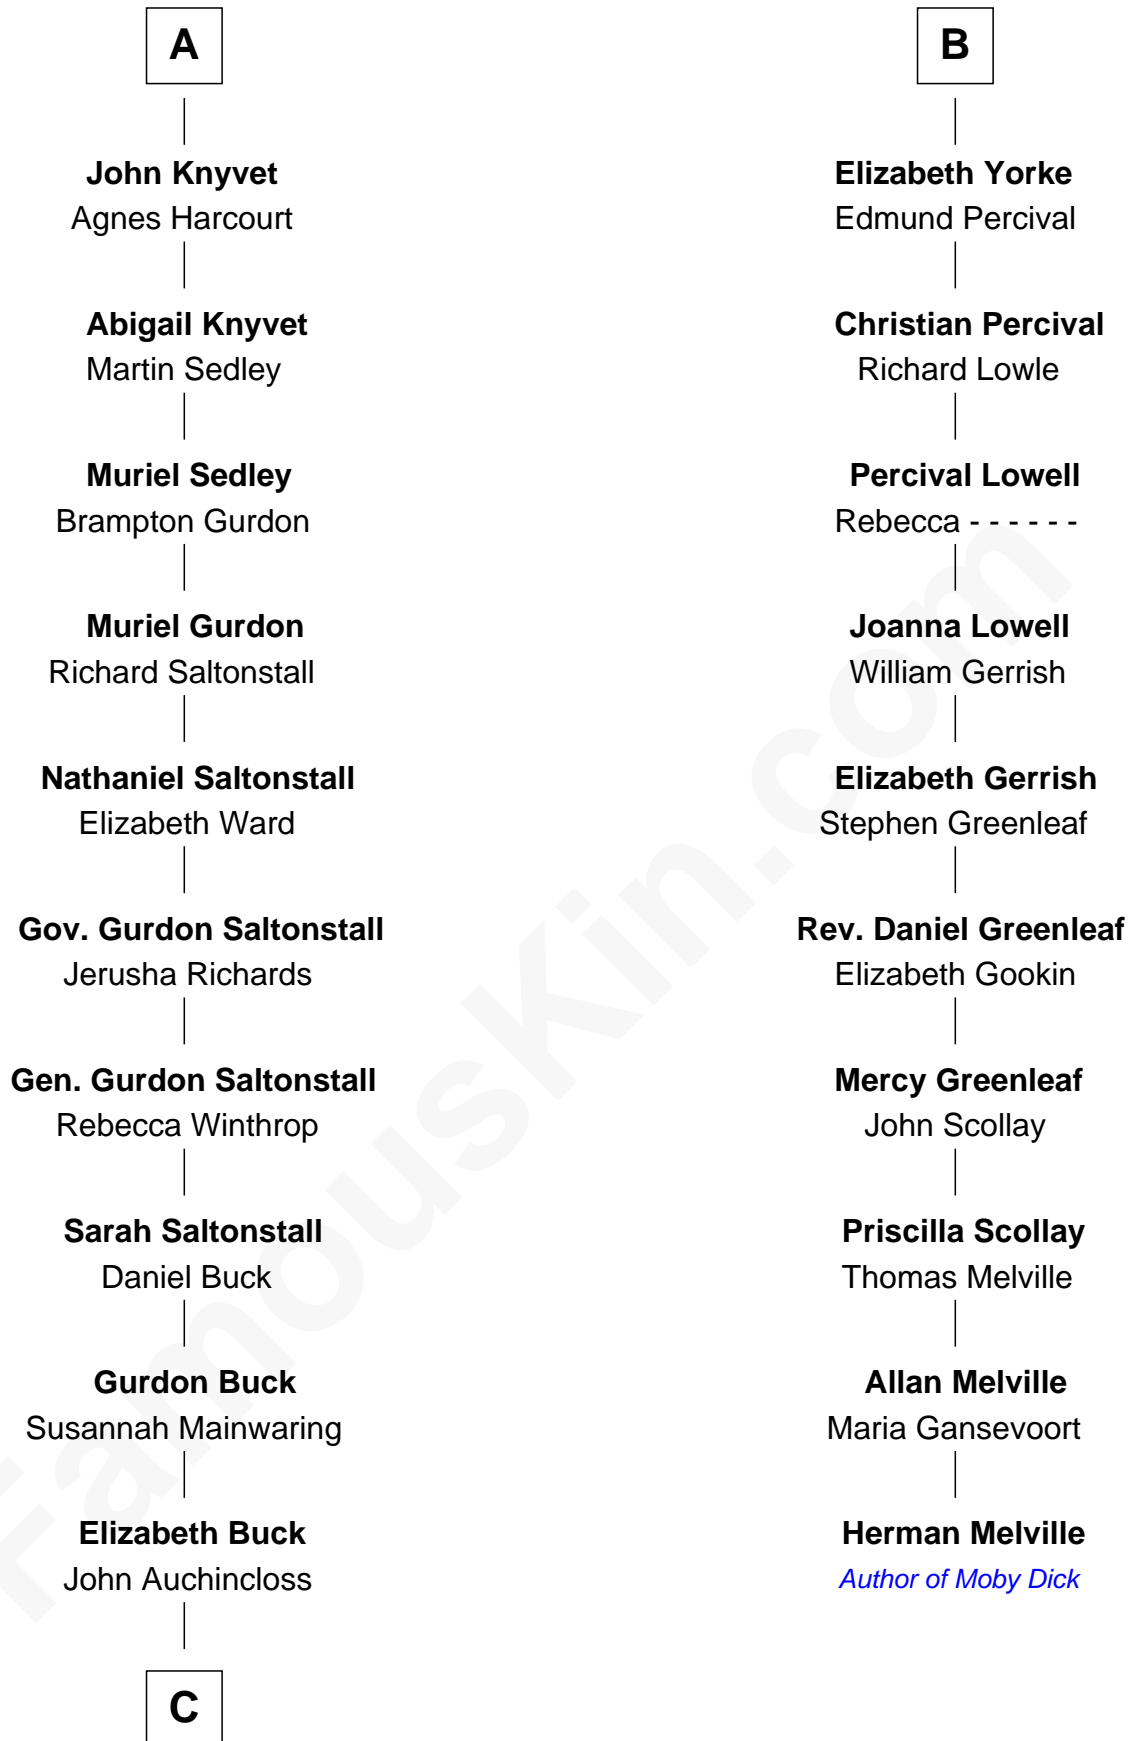 A
John Knyvet
Agnes Harcourt
Abigail Knyvet
Martin Sedley
Muriel Sedley
Brampton Gurdon
Muriel Gurdon
Richard Saltonstall
Nathaniel Saltonstall
Elizabeth Ward
Gov. Gurdon Saltonstall
Jerusha Richards
Gen. Gurdon Saltonstall
Rebecca Winthrop
Sarah Saltonstall
Daniel Buck
Gurdon Buck
Susannah Mainwaring
Elizabeth Buck
John Auchincloss
C
B
Elizabeth Yorke
Edmund Percival
Christian Percival
Richard Lowle
Percival Lowell
Rebecca - - - - - -
Joanna Lowell
William Gerrish
Elizabeth Gerrish
Stephen Greenleaf
Rev. Daniel Greenleaf
Elizabeth Gookin
Mercy Greenleaf
John Scollay
Priscilla Scollay
Thomas Melville
Allan Melville
Maria Gansevoort
Herman Melville
Author of Moby Dick
FamousKin.com